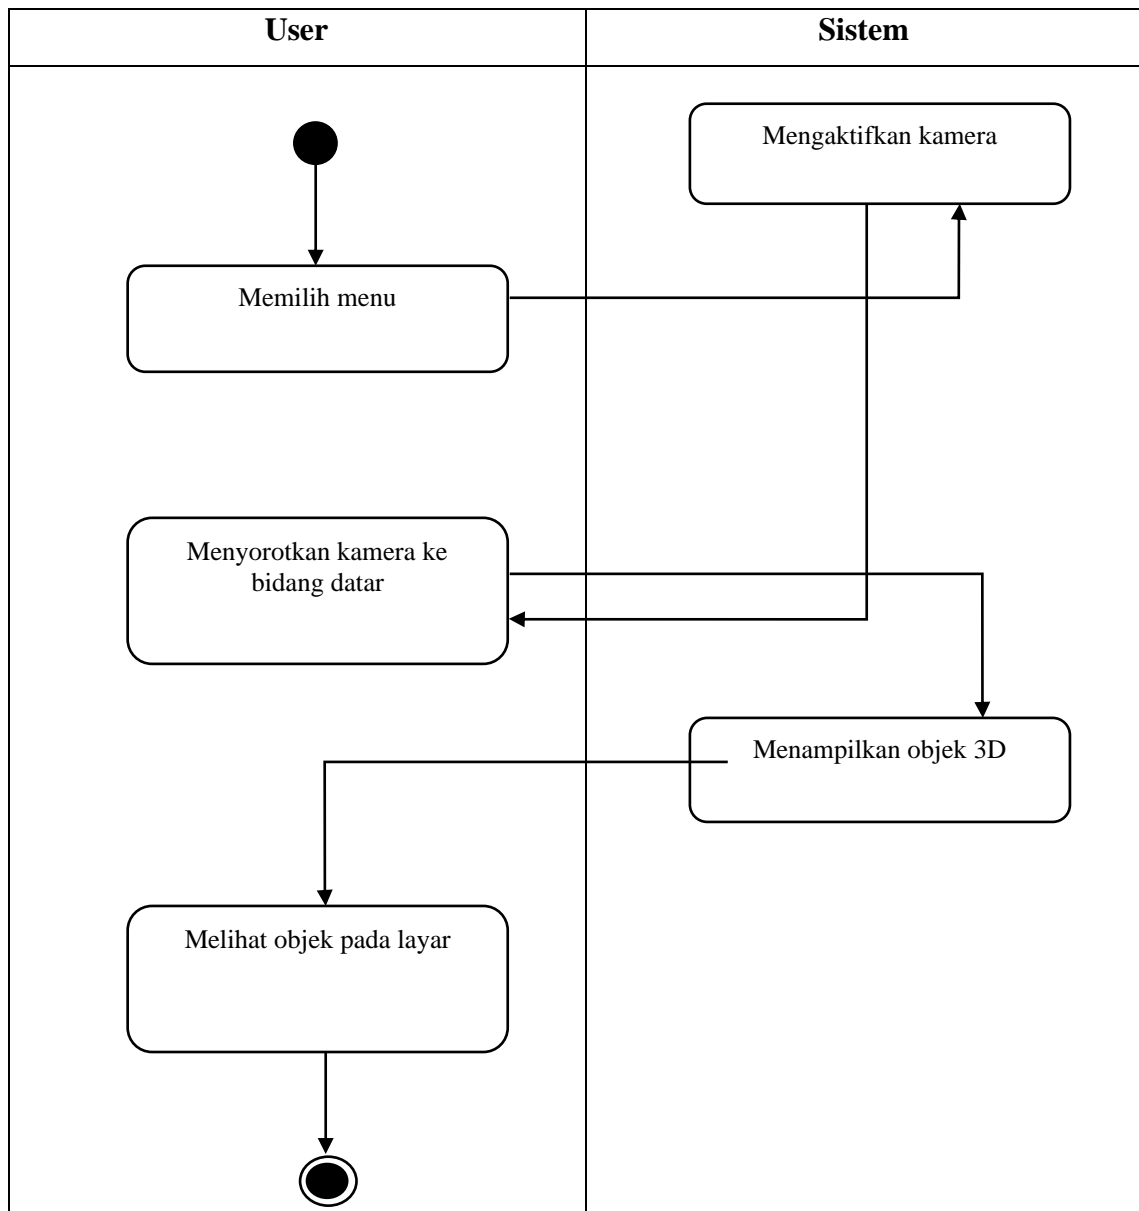 User
Sistem
Mengaktifkan kamera
Memilih menu
Menyorotkan kamera ke
bidang datar
Menampilkan objek 3D
Melihat objek pada layar